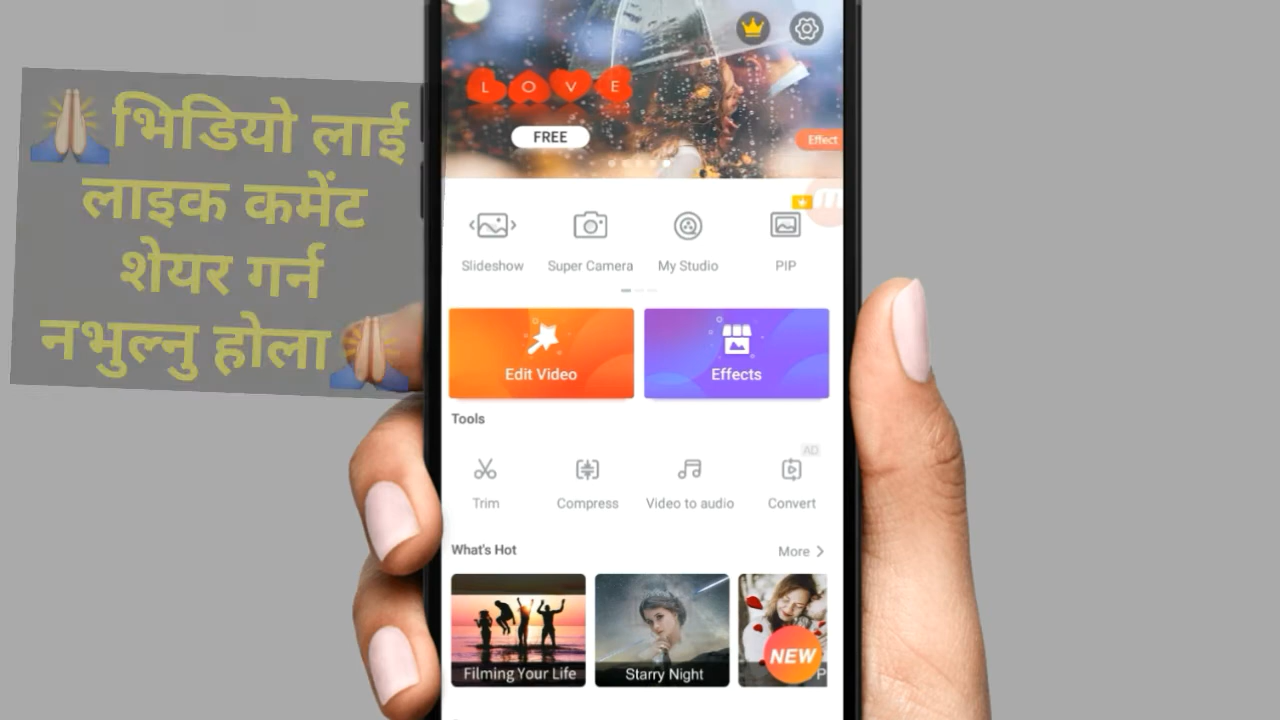 🙏भिडियो लाई
लाइक कमेंट
शेयर गर्न
नभुल्नु होला🙏
L O V E
FREE
Effect
Slideshow
Super Camera
My Studio
PIP
Edit Video
Effects
Tools
AD
Trim
Compress
Video to audio
Convert
What's Hot
More
Filming Your Life
Starry Night
NEW